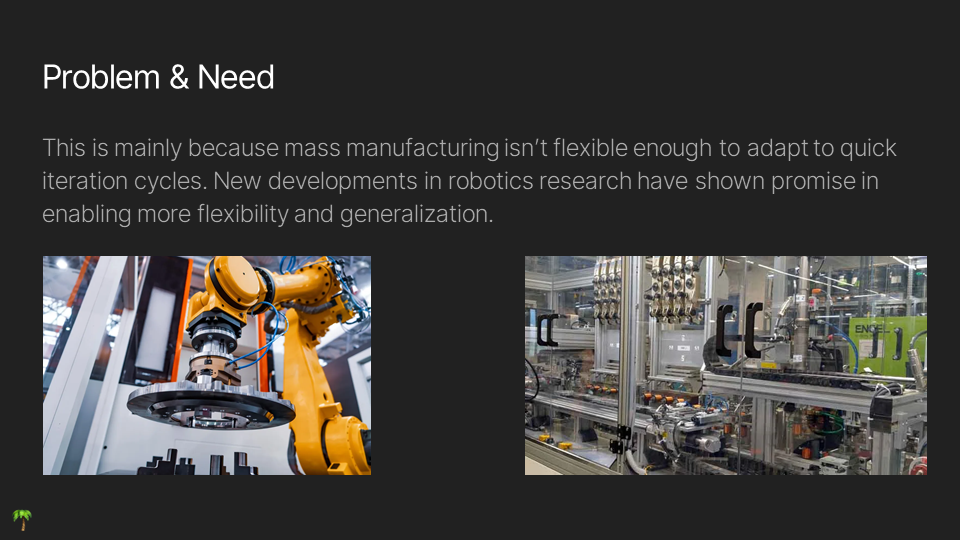 Problem & Need
This is mainly because mass manufacturing isn’t flexible enough to adapt to quick
iteration cycles. New developments in robotics research have shown promise in
enabling more flexibility and generalization.
ENGEL